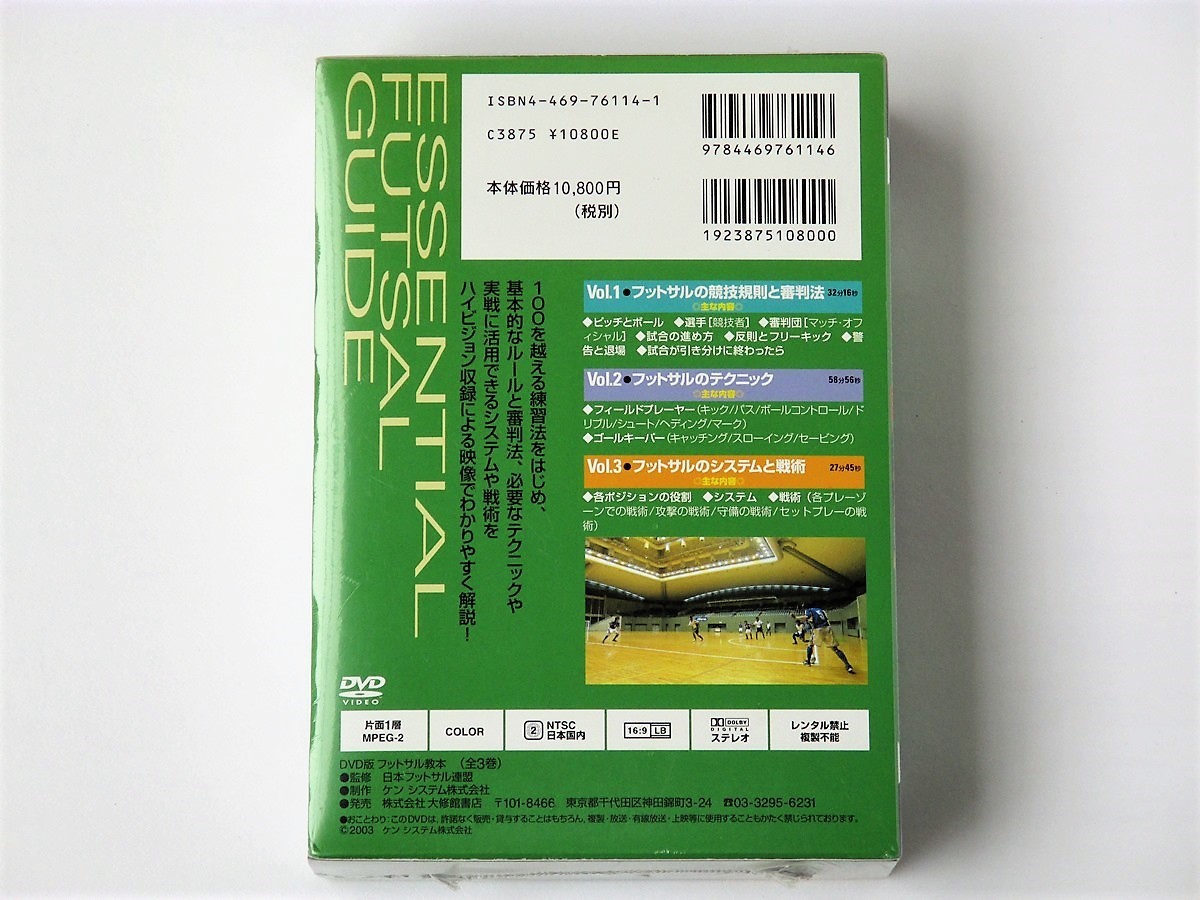 ESSENTIAL
FUTSAL
GUIDE
ISBN4-469-76114-1
C3875 ¥10800E
本体価格10,800円
(税別)
9784469761146
1923875108000
100を越える練習法をはじめ、
基本的なルールと審判法、必要なテクニックや
実戦に活用できるシステムや戦術を
ハイビジョン収録による映像でわかりやすく解説！
Vol.1●フットサルの競技規則と審判法 32分16秒
◎主な内容◎
◆ピッチとボール ◆選手[競技者] ◆審判団[マッチ・オフ
ィシャル] ◆試合の進め方 ◆反則とフリーキック ◆警
告と退場 ◆試合が引き分けに終わったら
Vol.2●フットサルのテクニック 58分56秒
◎主な内容◎
◆フィールドプレーヤー(キック/パス/ボールコントロール/ド
リブル/シュート/ヘディング/マーク)
◆ゴールキーパー(キャッチング/スローイング/セービング)
Vol.3●フットサルのシステムと戦術 27分45秒
◎主な内容◎
◆各ポジションの役割 ◆システム ◆戦術(各プレーゾ
ーンでの戦術/攻撃の戦術/守備の戦術/セットプレーの戦
術)
DVD
VIDEO
片面1層
MPEG-2
COLOR
2 NTSC
日本国内
16:9 LB
DOLBY
DIGITAL
ステレオ
レンタル禁止
複製不能
DVD版 フットサル教本 (全3巻)
●監修 日本フットサル連盟
●制作 ケン システム株式会社
●発売 株式会社 大修館書店 〒101-8466 東京都千代田区神田錦町3-24 ☎03-3295-6231
●おことわり：このDVDは、許諾なく販売・貸与することはもちろん、複製・放送・有線放送・上映等に使用することもかたく禁じられております。
©2003 ケン システム株式会社